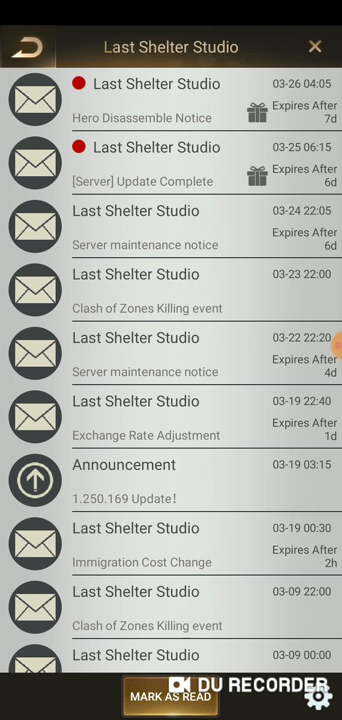 Last Shelter Studio
Last Shelter Studio
03-26 04:05
Hero Disassemble Notice
Expires After
7d
Last Shelter Studio
03-25 06:15
[Server] Update Complete
Expires After
6d
Last Shelter Studio
03-24 22:05
Server maintenance notice
Expires After
6d
Last Shelter Studio
03-23 22:00
Clash of Zones Killing event
Last Shelter Studio
03-22 22:20
Server maintenance notice
Expires After
4d
Last Shelter Studio
03-19 22:40
Exchange Rate Adjustment
Expires After
1d
Announcement
03-19 03:15
1.250.169 Update!
Last Shelter Studio
03-19 00:30
Immigration Cost Change
Expires After
2h
Last Shelter Studio
03-09 22:00
Clash of Zones Killing event
Last Shelter Studio
03-09 00:00
MARK AS READ
DU RECORDER